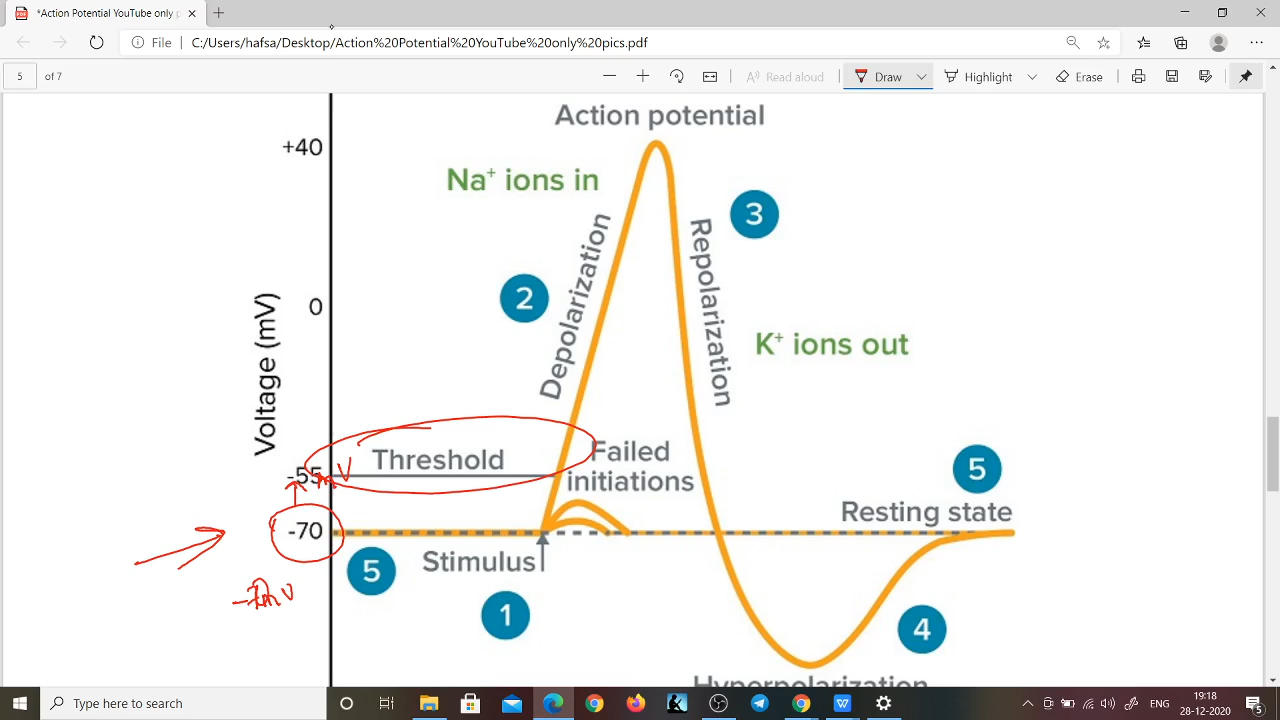 *Action Potential YouTube only p
File
C:/Users/hafsa/Desktop/Action%20Potential%20YouTube%20only%20pics.pdf
5 of 7
Read aloud
Draw
Highlight
Erase
Action potential
+40
Na⁺ ions in
3
Depolarization
Repolarization
2
0
K⁺ ions out
Voltage (mV)
Threshold
Failed
initiations
-55
mV
5
Resting state
-70
Stimulus
5
1
4
Hyperpolarization
Type here to search
ENG
19:18
28-12-2020